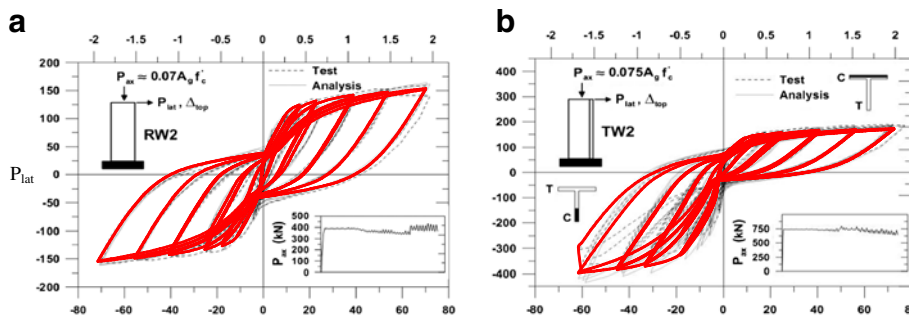 a
-2 -1.5 -1 -0.5 0 0.5 1 1.5 2
200
150
100
50
0
-50
-100
-150
-200
P_lat
P_ax ≈ 0.07A_g f'_c
P_lat , Δ_top
RW2
Test
Analysis
P_ax (kN)
500
400
300
200
100
0
-80 -60 -40 -20 0 20 40 60 80
b
-1.5 -1 -0.5 0 0.5 1 1.5 2
400
300
200
100
0
-100
-200
-300
-400
P_ax ≈ 0.075A_g f'_c
P_lat , Δ_top
TW2
Test
Analysis
C
T
T
C
P_ax (kN)
750
500
250
0
-80 -60 -40 -20 0 20 40 60 80